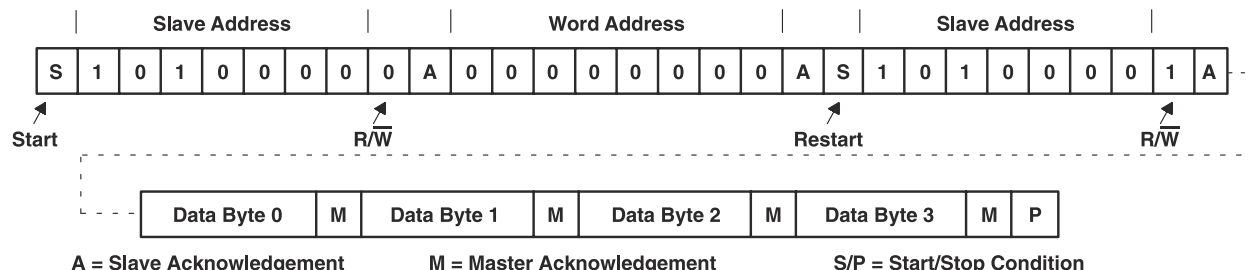 Slave Address Word Address Slave Address
S 1 0 1 0 0 0 0 0 A 0 0 0 0 0 0 0 0 A S 1 0 1 0 0 0 0 1 A
Start R/W̅ Restart R/W̅
Data Byte 0 M Data Byte 1 M Data Byte 2 M Data Byte 3 M P
A = Slave Acknowledgement M = Master Acknowledgement S/P = Start/Stop Condition